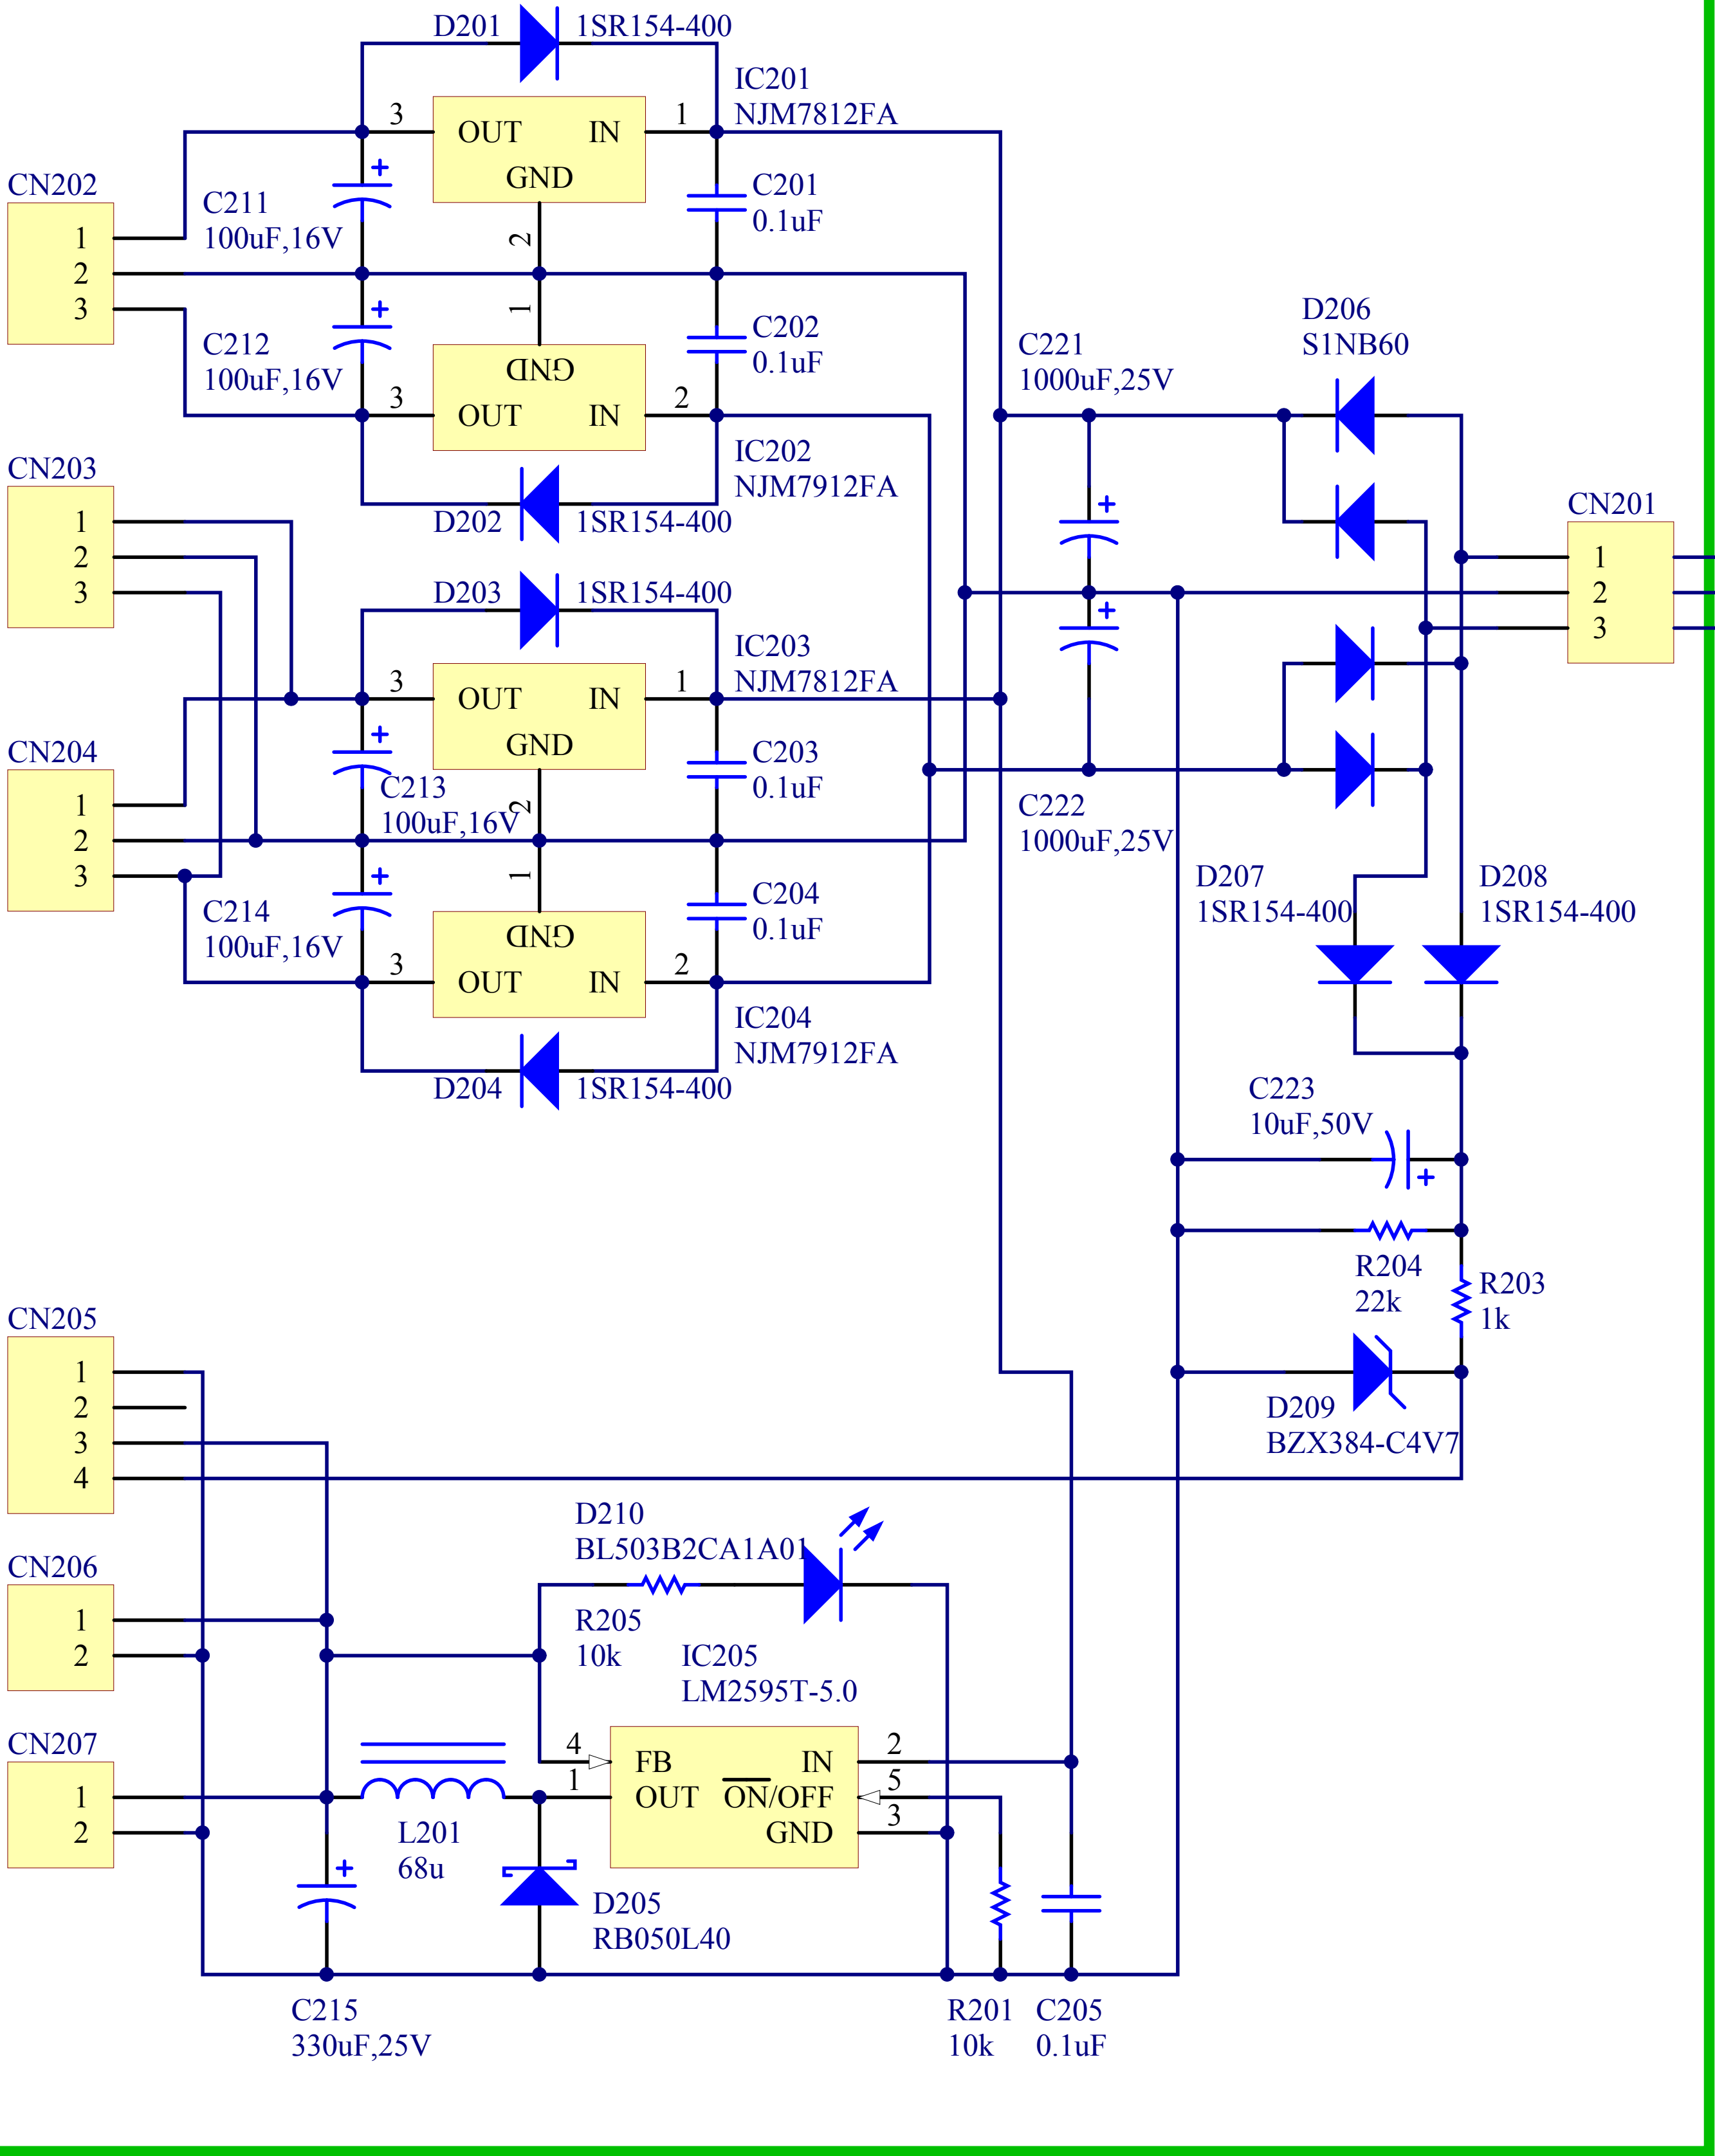 D201
1SR154-400
IC201
NJM7812FA
3
OUT
IN
1
GND
2
CN202
1
2
3
C211
100uF,16V
C201
0.1uF
C212
100uF,16V
1
GND
C202
0.1uF
3
OUT
IN
2
IC202
NJM7912FA
D202
1SR154-400
C221
1000uF,25V
D206
S1NB60
CN203
1
2
3
CN201
1
2
3
D203
1SR154-400
IC203
NJM7812FA
3
OUT
IN
1
GND
2
CN204
1
2
3
C213
100uF,16V
C203
0.1uF
C222
1000uF,25V
C214
100uF,16V
1
GND
C204
0.1uF
3
OUT
IN
2
IC204
NJM7912FA
D204
1SR154-400
D207
1SR154-400
D208
1SR154-400
C223
10uF,50V
R204
22k
R203
1k
D209
BZX384-C4V7
CN205
1
2
3
4
D210
BL503B2CA1A01
R205
10k
CN206
1
2
IC205
LM2595T-5.0
CN207
1
2
4
FB
IN
2
1
OUT
ON/OFF
5
GND
3
L201
68u
D205
RB050L40
C215
330uF,25V
R201
10k
C205
0.1uF